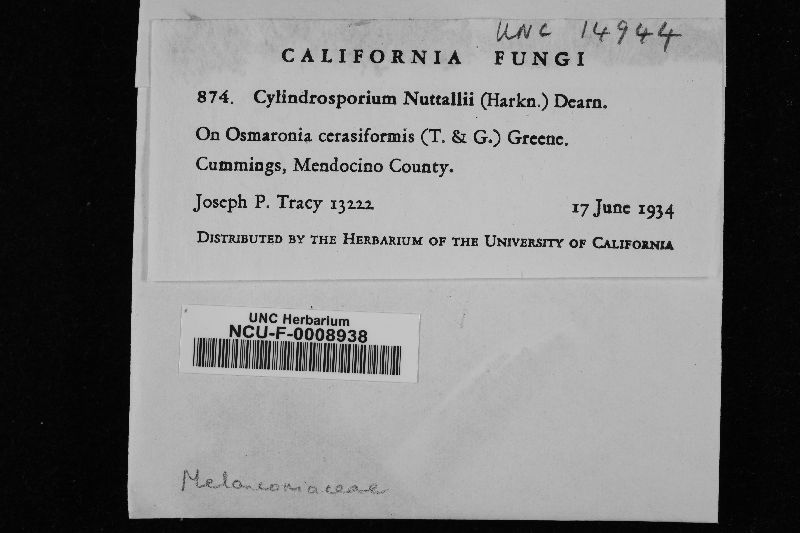 UNC 14944
CALIFORNIA FUNGI
874. Cylindrosporium Nuttallii (Harkn.) Dearn.
On Osmaronia cerasiformis (T. & G.) Greene.
Cummings, Mendocino County.
Joseph P. Tracy 13222 17 June 1934
DISTRIBUTED BY THE HERBARIUM OF THE UNIVERSITY OF CALIFORNIA
UNC Herbarium
NCU-F-0008938
Melanconiaceae